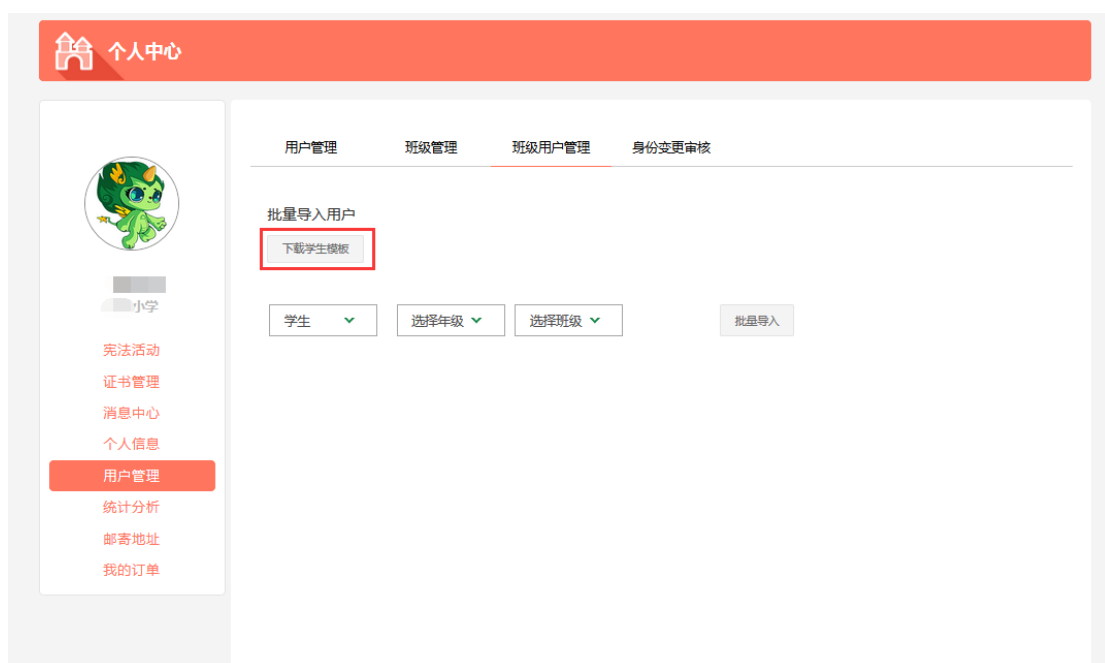 个人中心
用户管理 班级管理 班级用户管理 身份变更审核
批量导入用户
下载学生模板
小学
学生 选择年级 选择班级 批量导入
宪法活动
证书管理
消息中心
个人信息
用户管理
统计分析
邮寄地址
我的订单